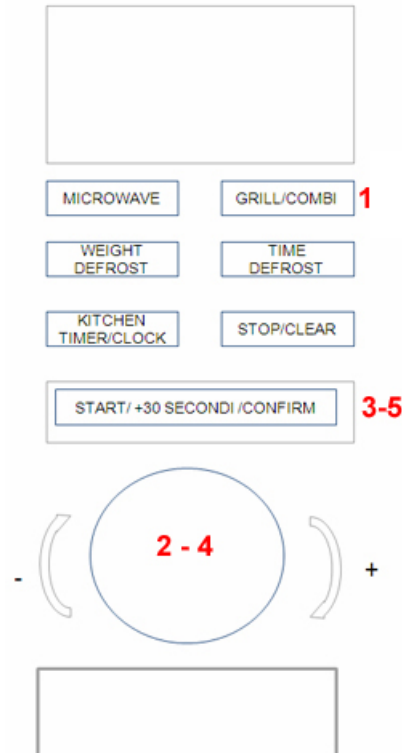 MICROWAVE
GRILL/COMBI 1
WEIGHT
DEFROST
TIME
DEFROST
KITCHEN
TIMER/CLOCK
STOP/CLEAR
START/ +30 SECONDI /CONFIRM 3-5
2 - 4
- +